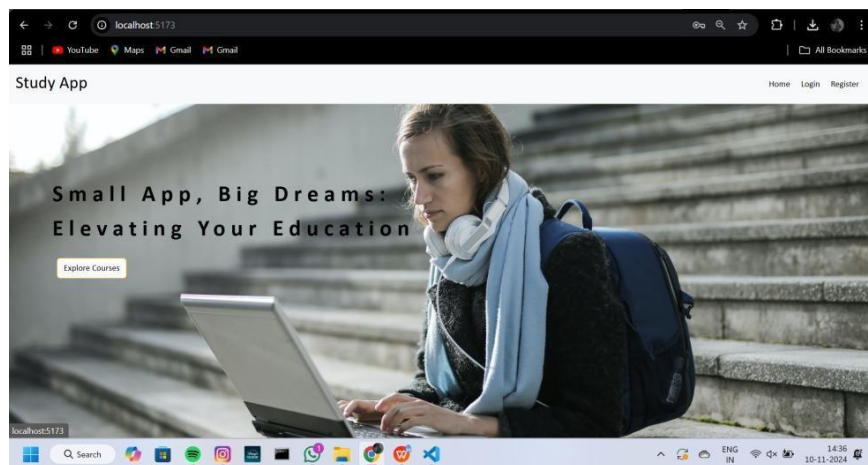 localhost:5173
YouTube Maps Gmail Gmail All Bookmarks
Study App Home Login Register
Small App, Big Dreams:
Elevating Your Education
Explore Courses
localhost:5173
Search ENG 14:36
IN 10-11-2024